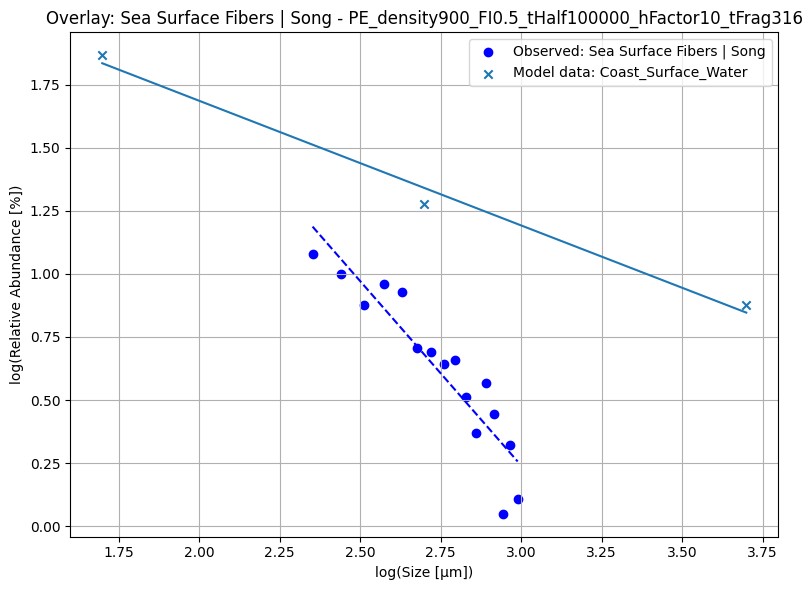 Overlay: Sea Surface Fibers | Song - PE_density900_FI0.5_tHalf100000_hFactor10_tFrag316
Observed: Sea Surface Fibers | Song
Model data: Coast_Surface_Water
log(Relative Abundance [%])
1.75
1.50
1.25
1.00
0.75
0.50
0.25
0.00
1.75 2.00 2.25 2.50 2.75 3.00 3.25 3.50 3.75
log(Size [µm])